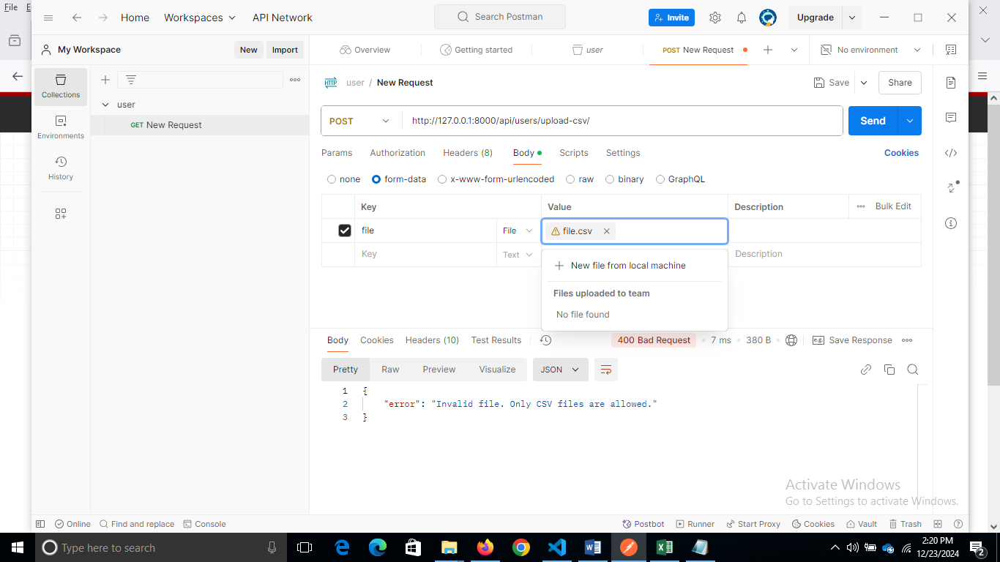 File E
Home Workspaces API Network Search Postman Invite Upgrade
My Workspace New Import Overview Getting started user POST New Request No environment
Collections
Environments
History
user
GET New Request
HTTP user / New Request Save Share
POST http://127.0.0.1:8000/api/users/upload-csv/ Send
Params Authorization Headers (8) Body Scripts Settings Cookies
none form-data x-www-form-urlencoded raw binary GraphQL
Key Value Description Bulk Edit
file File file.csv
Key Text Description
New file from local machine
Files uploaded to team
No file found
Body Cookies Headers (10) Test Results 400 Bad Request 7 ms 380 B e.g. Save Response
Pretty Raw Preview Visualize JSON
1 {
2 "error": "Invalid file. Only CSV files are allowed."
3 }
Activate Windows
Go to Settings to activate Windows.
Online Find and replace Console Postbot Runner Start Proxy Cookies Vault Trash
Type here to search 2:20 PM
12/23/2024 2